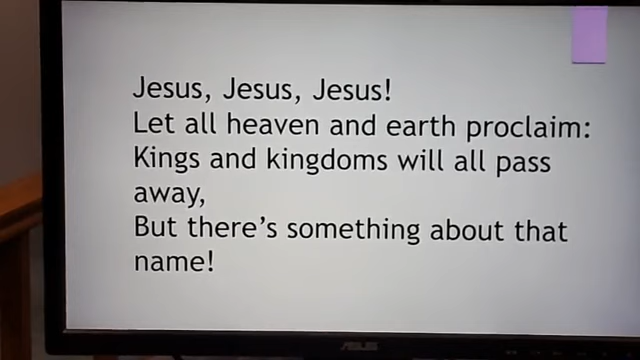 Jesus, Jesus, Jesus!
Let all heaven and earth proclaim:
Kings and kingdoms will all pass
away,
But there's something about that
name!
ASUS